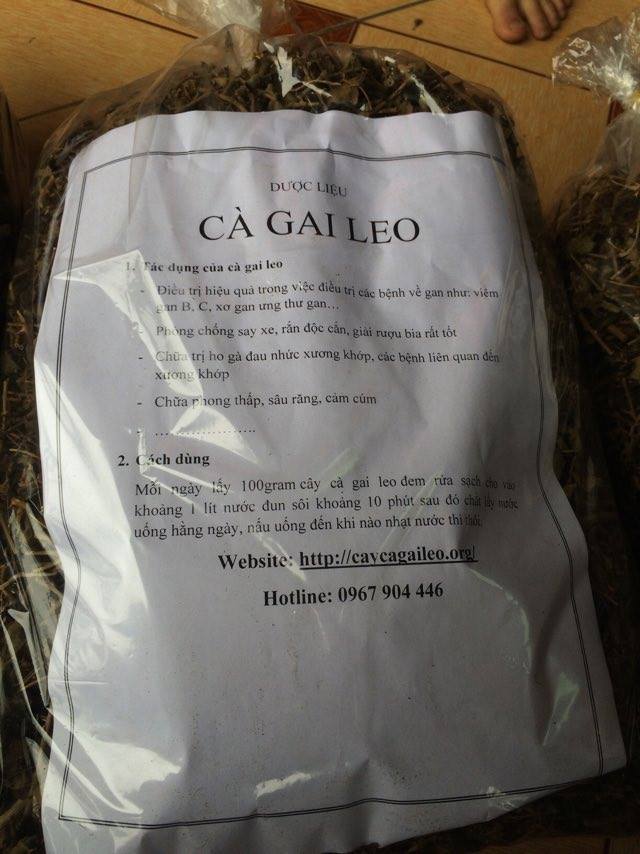 DƯỢC LIỆU
CÀ GAI LEO
1. Tác dụng của cà gai leo
- Điều trị hiệu quả trong việc điều trị các bệnh về gan như: viêm
gan B, C, xơ gan ung thư gan…
- Phòng chống say xe, rắn độc cắn, giải rượu bia rất tốt
- Chữa trị ho gà đau nhức xương khớp, các bệnh liên quan đến
xương khớp
- Chữa phong thấp, sâu răng, cảm cúm
- ………………..
2. Cách dùng
Mỗi ngày lấy 100gram cây cà gai leo đem rửa sạch cho vào
khoảng 1 lít nước đun sôi khoảng 10 phút sau đó chắt lấy nước
uống hằng ngày, nấu uống đến khi nào nhạt nước thì thôi.
Website: http://caycagaileo.org/
Hotline: 0967 904 446